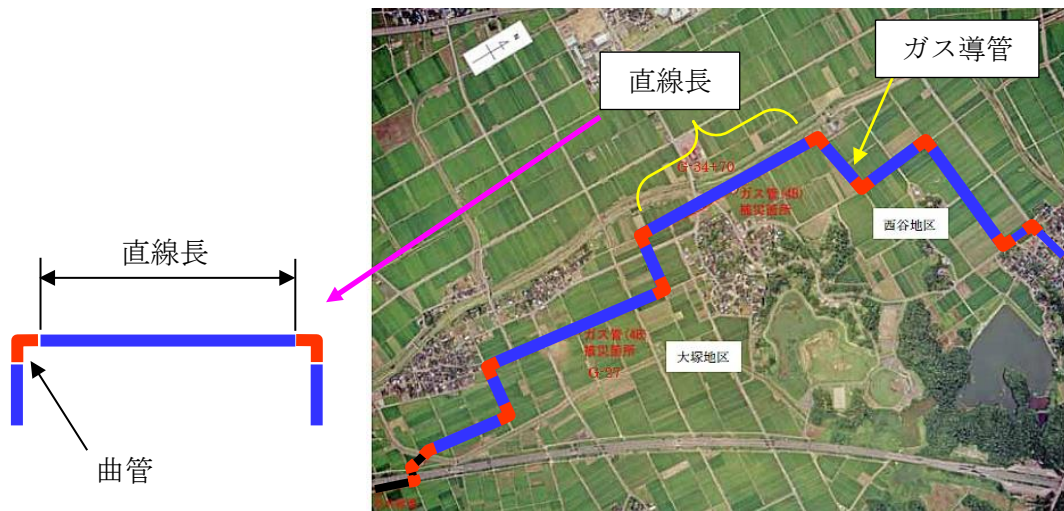 直線長
曲管
N
直線長
ガス導管
G-34+70
ガス管(4B)
被災箇所
西谷地区
ガス管(4B)
被災箇所
G-27
大塚地区